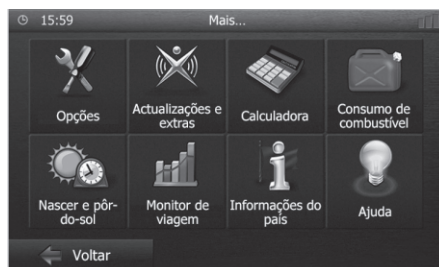 15:59 Mais...
Opções
Actualizações e
extras
Calculadora
Consumo de
combustível
Nascer e pôr-
do-sol
Monitor de
viagem
Informações do
país
Ajuda
Voltar